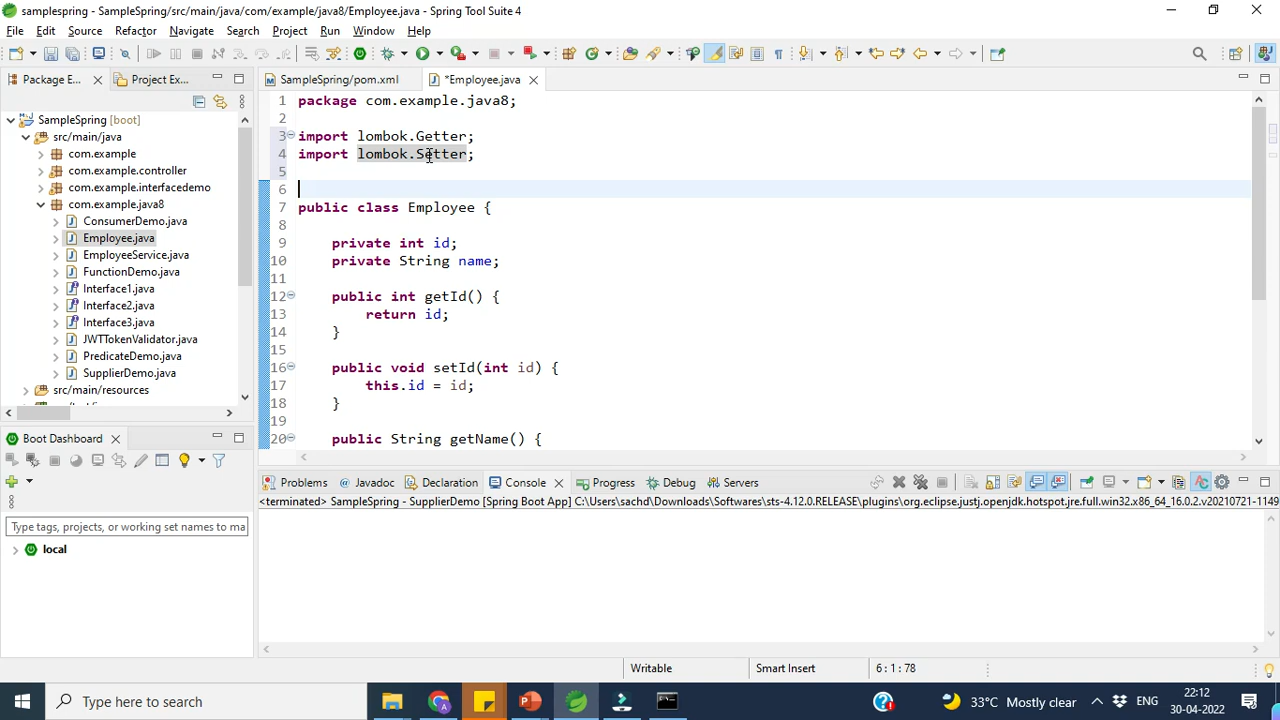 samplespring - SampleSpring/src/main/java/com/example/java8/Employee.java - Spring Tool Suite 4
File Edit Source Refactor Navigate Search Project Run Window Help
Package E... Project Ex...
SampleSpring/pom.xml *Employee.java
SampleSpring [boot]
src/main/java
com.example
com.example.controller
com.example.interfacedemo
com.example.java8
ConsumerDemo.java
Employee.java
EmployeeService.java
FunctionDemo.java
Interface1.java
Interface2.java
Interface3.java
JWTTokenValidator.java
PredicateDemo.java
SupplierDemo.java
src/main/resources
1 package com.example.java8;
2
3 import lombok.Getter;
4 import lombok.Setter;
5
6
7 public class Employee {
8
9 private int id;
10 private String name;
11
12 public int getId() {
13 return id;
14 }
15
16 public void setId(int id) {
17 this.id = id;
18 }
19
20 public String getName() {
Boot Dashboard
Type tags, projects, or working set names to ma
local
Problems Javadoc Declaration Console Progress Debug Servers
<terminated> SampleSpring - SupplierDemo [Spring Boot App] C:\Users\sachd\Downloads\Softwares\sts-4.12.0.RELEASE\plugins\org.eclipse.justj.openjdk.hotspot.jre.full.win32.x86_64_16.0.2.v20210721-1149
Writable Smart Insert 6 : 1 : 78
Type here to search
33°C Mostly clear ENG
22:12
30-04-2022